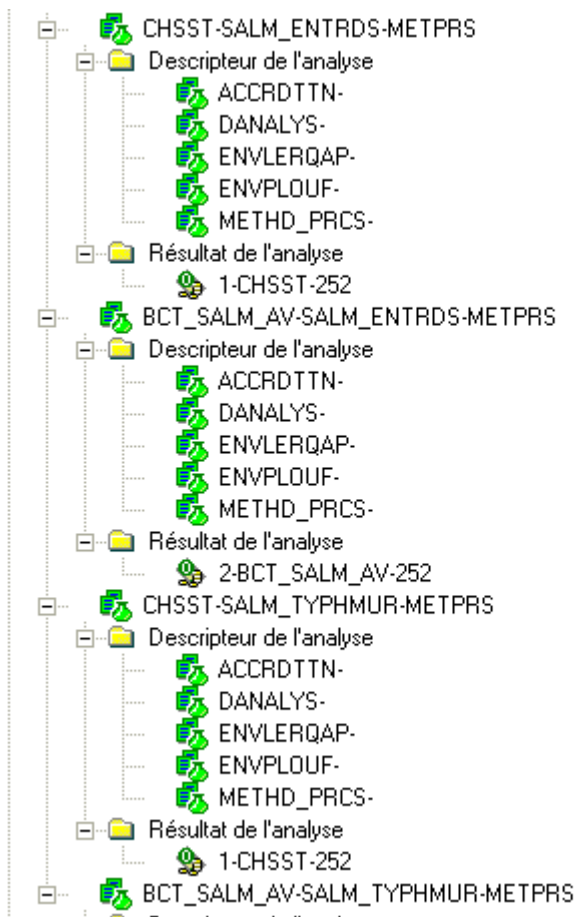 CHSST-SALM_ENTRDS-METPRS
Descripteur de l'analyse
ACCRDTTN-
DANALYS-
ENVLERQAP-
ENVPLOUF-
METHD_PRCS-
Résultat de l'analyse
1-CHSST-252
BCT_SALM_AV-SALM_ENTRDS-METPRS
Descripteur de l'analyse
ACCRDTTN-
DANALYS-
ENVLERQAP-
ENVPLOUF-
METHD_PRCS-
Résultat de l'analyse
2-BCT_SALM_AV-252
CHSST-SALM_TYPHMUR-METPRS
Descripteur de l'analyse
ACCRDTTN-
DANALYS-
ENVLERQAP-
ENVPLOUF-
METHD_PRCS-
Résultat de l'analyse
1-CHSST-252
BCT_SALM_AV-SALM_TYPHMUR-METPRS